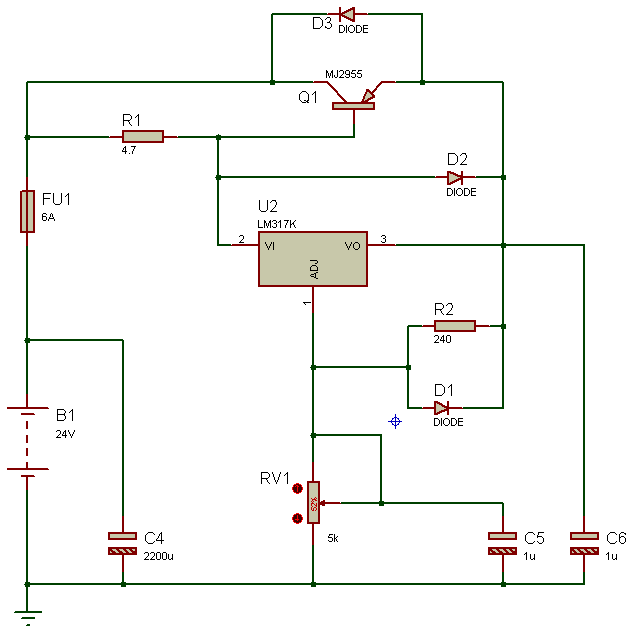 D3
DIODE
MJ2955
Q1
R1
4.7
D2
DIODE
FU1
6A
U2
LM317K
2
VI
VO
3
ADJ
1
R2
240
D1
DIODE
B1
24V
RV1
52%
5k
C4
2200u
C5
1u
C6
1u